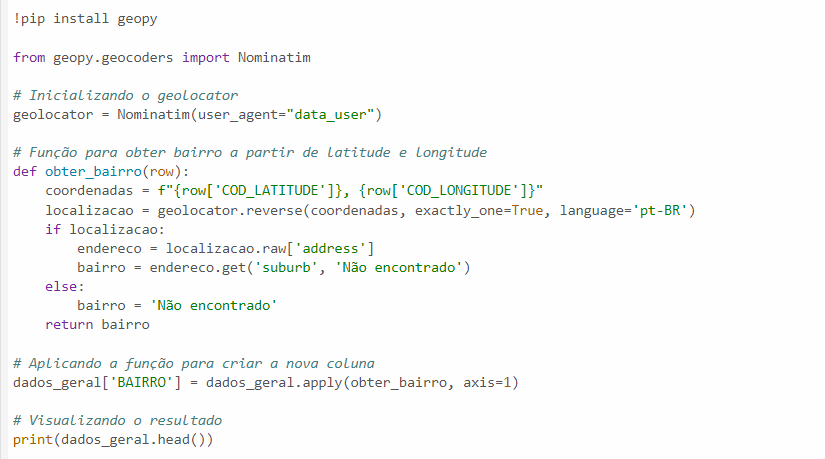 !pip install geopy
from geopy.geocoders import Nominatim
# Inicializando o geolocator
geolocator = Nominatim(user_agent="data_user")
# Função para obter bairro a partir de latitude e longitude
def obter_bairro(row):
    coordenadas = f"{row['COD_LATITUDE']}, {row['COD_LONGITUDE']}"
    localizacao = geolocator.reverse(coordenadas, exactly_one=True, language='pt-BR')
    if localizacao:
        endereco = localizacao.raw['address']
        bairro = endereco.get('suburb', 'Não encontrado')
    else:
        bairro = 'Não encontrado'
    return bairro
# Aplicando a função para criar a nova coluna
dados_geral['BAIRRO'] = dados_geral.apply(obter_bairro, axis=1)
# Visualizando o resultado
print(dados_geral.head())